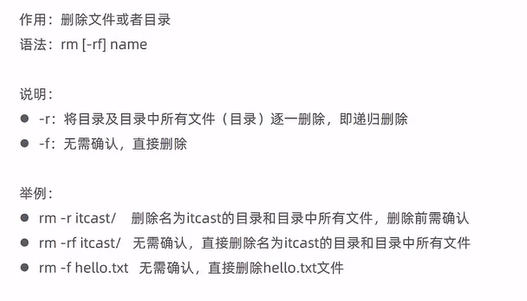 作用：删除文件或者目录
语法：rm [-rf] name
说明：
● -r：将目录及目录中所有文件（目录）逐一删除，即递归删除
● -f：无需确认，直接删除
举例：
● rm -r itcast/ 删除名为itcast的目录和目录中所有文件，删除前需确认
● rm -rf itcast/ 无需确认，直接删除名为itcast的目录和目录中所有文件
● rm -f hello.txt 无需确认，直接删除hello.txt文件